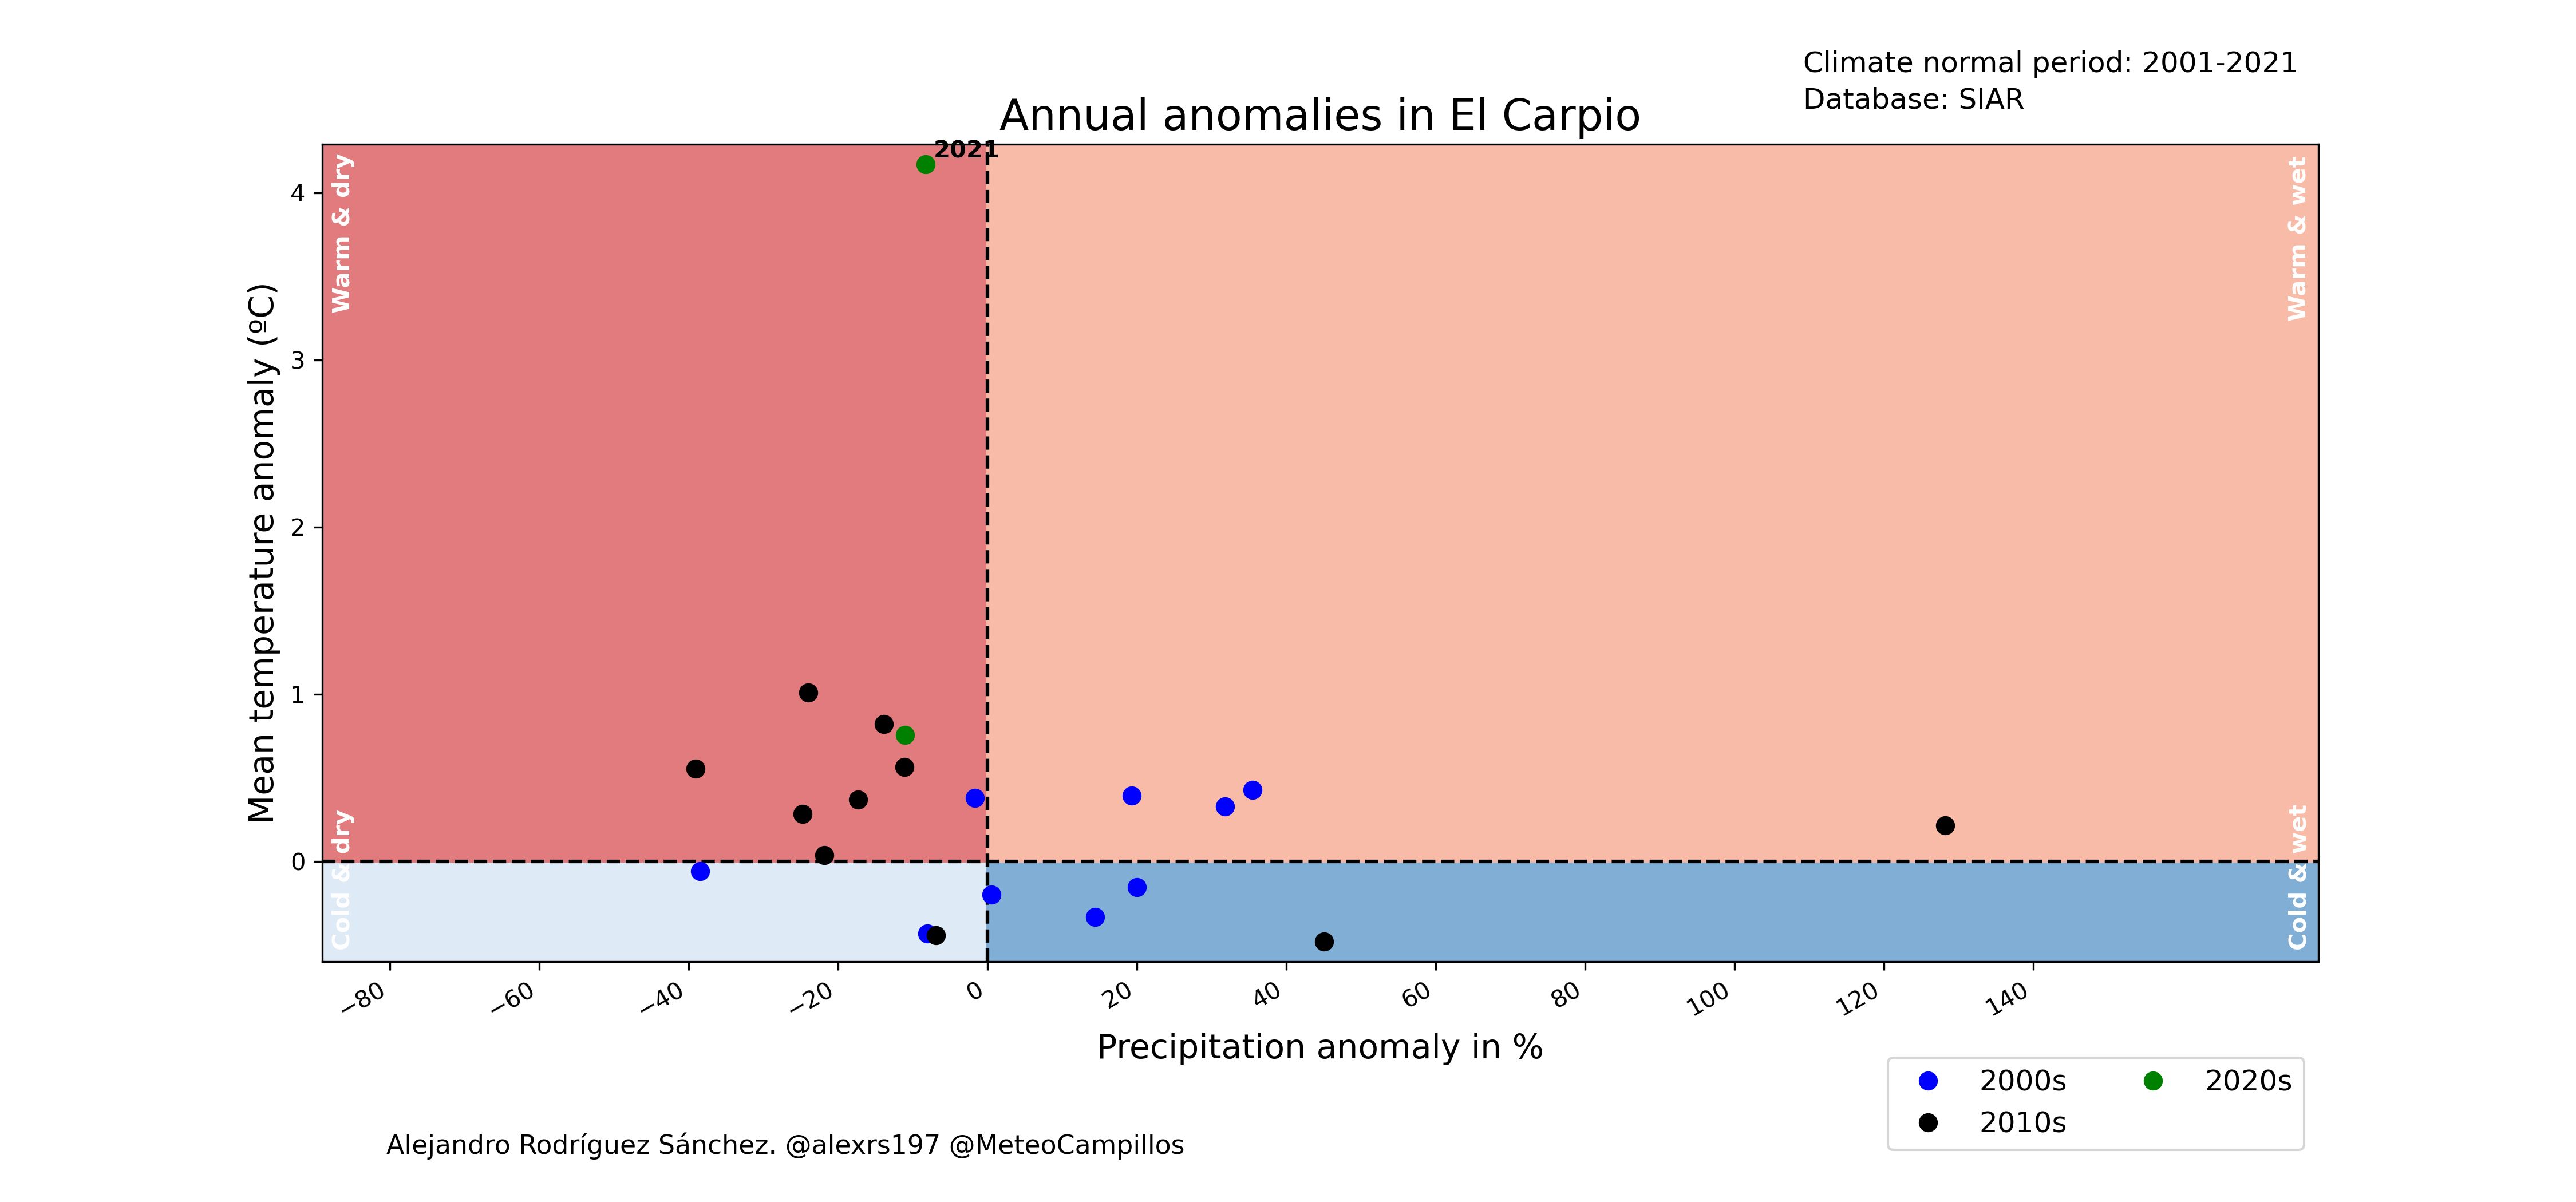 Climate normal period: 2001-2021
Database: SIAR
Annual anomalies in El Carpio
2021
Warm & dry
Warm & wet
Cold & dry
Cold & wet
Mean temperature anomaly (ºC)
4
3
2
1
0
−80 −60 −40 −20 0 20 40 60 80 100 120 140
Precipitation anomaly in %
2000s 2020s
2010s
Alejandro Rodríguez Sánchez. @alexrs197 @MeteoCampillos